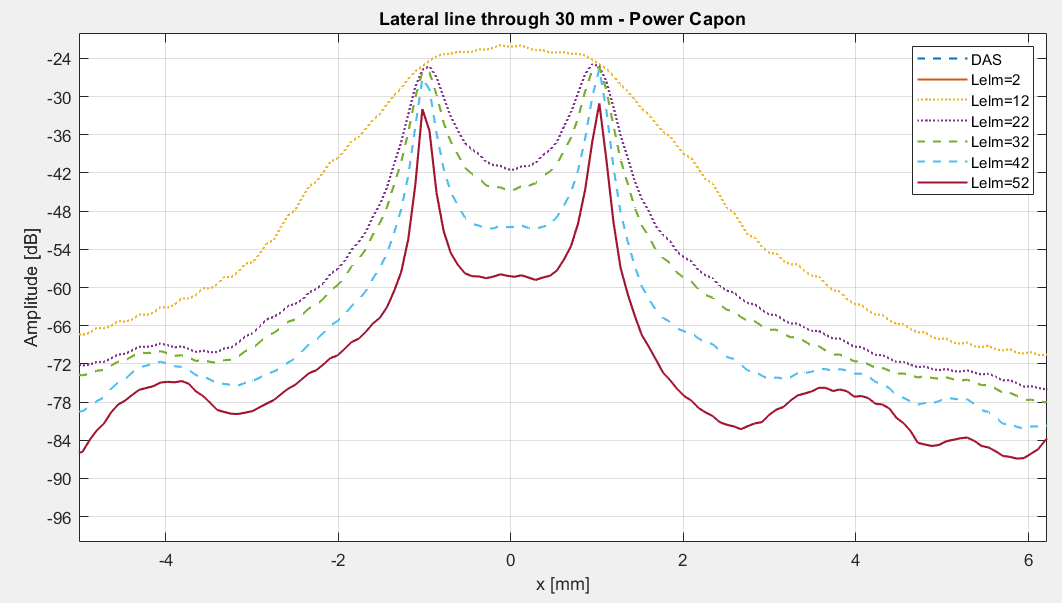 Lateral line through 30 mm - Power Capon
Amplitude [dB]
-24
-30
-36
-42
-48
-54
-60
-66
-72
-78
-84
-90
-96
DAS
Lelm=2
Lelm=12
Lelm=22
Lelm=32
Lelm=42
Lelm=52
-4 -2 0 2 4 6
x [mm]